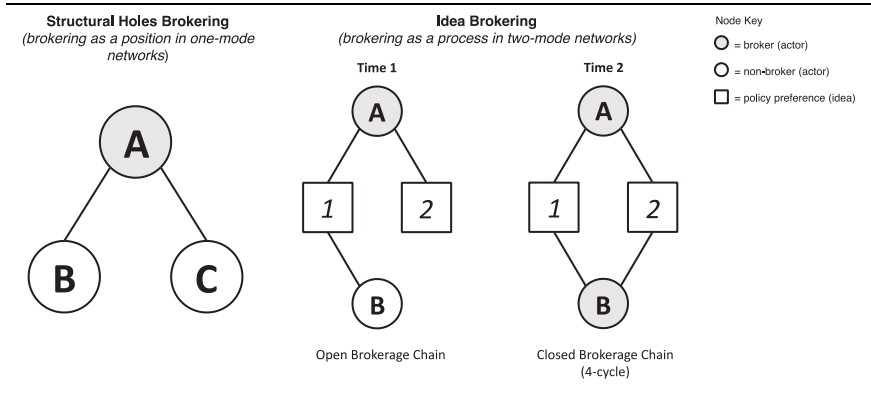 Structural Holes Brokering
(brokering as a position in one-mode
networks)
Idea Brokering
(brokering as a process in two-mode networks)
Time 1
Time 2
Node Key
= broker (actor)
= non-broker (actor)
= policy preference (idea)
A
B
C
A
1
2
B
A
1
2
B
Open Brokerage Chain
Closed Brokerage Chain
(4-cycle)